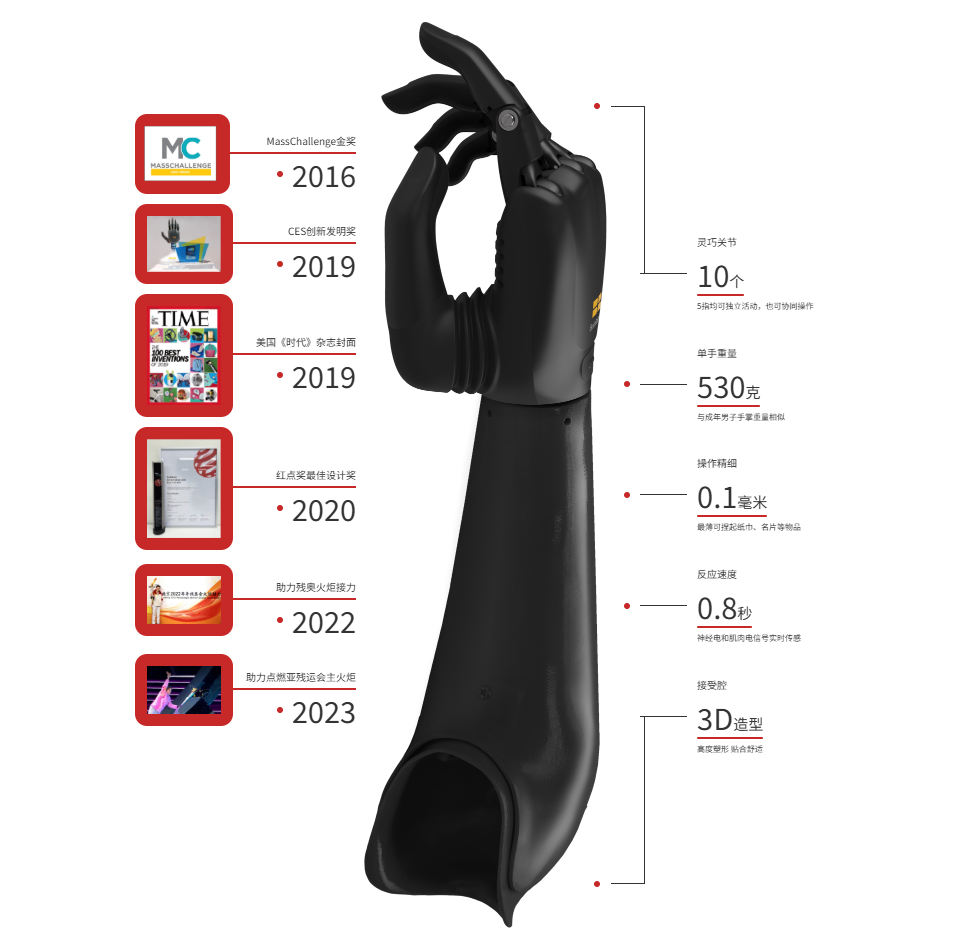 MC
MASSCHALLENGE
MassChallenge金奖
2016
CES创新发明奖
2019
TIME
THE
100 BEST
INVENTIONS
OF 2019
美国《时代》杂志封面
2019
红点奖最佳设计奖
2020
助力残奥火炬接力
2022
助力点燃亚残运会主火炬
2023
灵巧关节
10个
5指均可独立活动，也可协同操作
单手重量
530克
与成年男子手掌重量相似
操作精细
0.1毫米
最薄可捏起纸巾、名片等物品
反应速度
0.8秒
神经电和肌肉电信号实时传感
接受腔
3D造型
高度塑形 贴合舒适